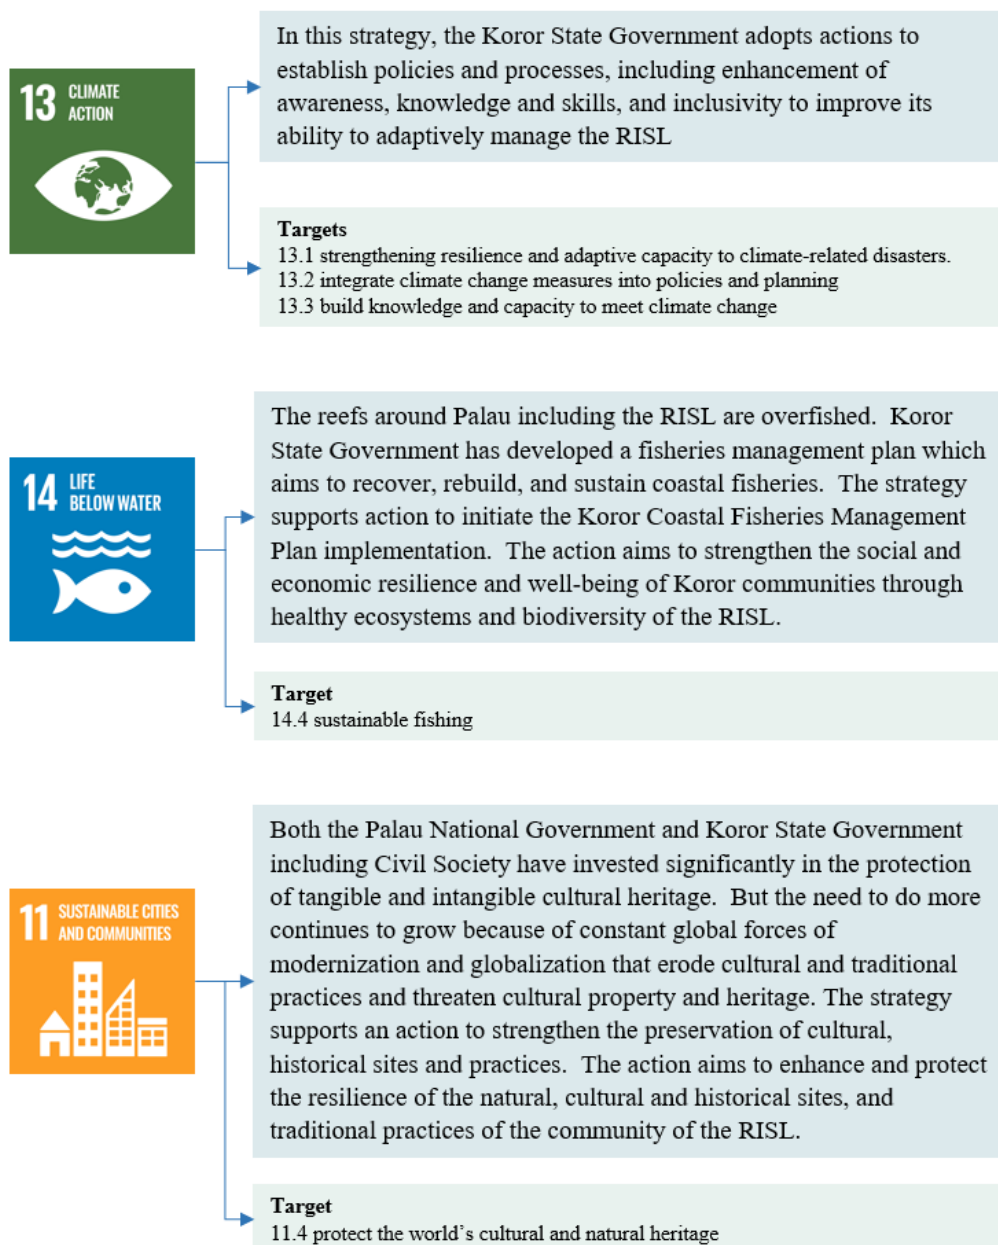 13 CLIMATE
ACTION
In this strategy, the Koror State Government adopts actions to
establish policies and processes, including enhancement of
awareness, knowledge and skills, and inclusivity to improve its
ability to adaptively manage the RISL
Targets
13.1 strengthening resilience and adaptive capacity to climate-related disasters.
13.2 integrate climate change measures into policies and planning
13.3 build knowledge and capacity to meet climate change
14 LIFE
BELOW WATER
The reefs around Palau including the RISL are overfished.  Koror
State Government has developed a fisheries management plan which
aims to recover, rebuild, and sustain coastal fisheries.  The strategy
supports action to initiate the Koror Coastal Fisheries Management
Plan implementation.  The action aims to strengthen the social and
economic resilience and well-being of Koror communities through
healthy ecosystems and biodiversity of the RISL.
Target
14.4 sustainable fishing
11 SUSTAINABLE CITIES
AND COMMUNITIES
Both the Palau National Government and Koror State Government
including Civil Society have invested significantly in the protection
of tangible and intangible cultural heritage.  But the need to do more
continues to grow because of constant global forces of
modernization and globalization that erode cultural and traditional
practices and threaten cultural property and heritage. The strategy
supports an action to strengthen the preservation of cultural,
historical sites and practices.  The action aims to enhance and protect
the resilience of the natural, cultural and historical sites, and
traditional practices of the community of the RISL.
Target
11.4 protect the world’s cultural and natural heritage